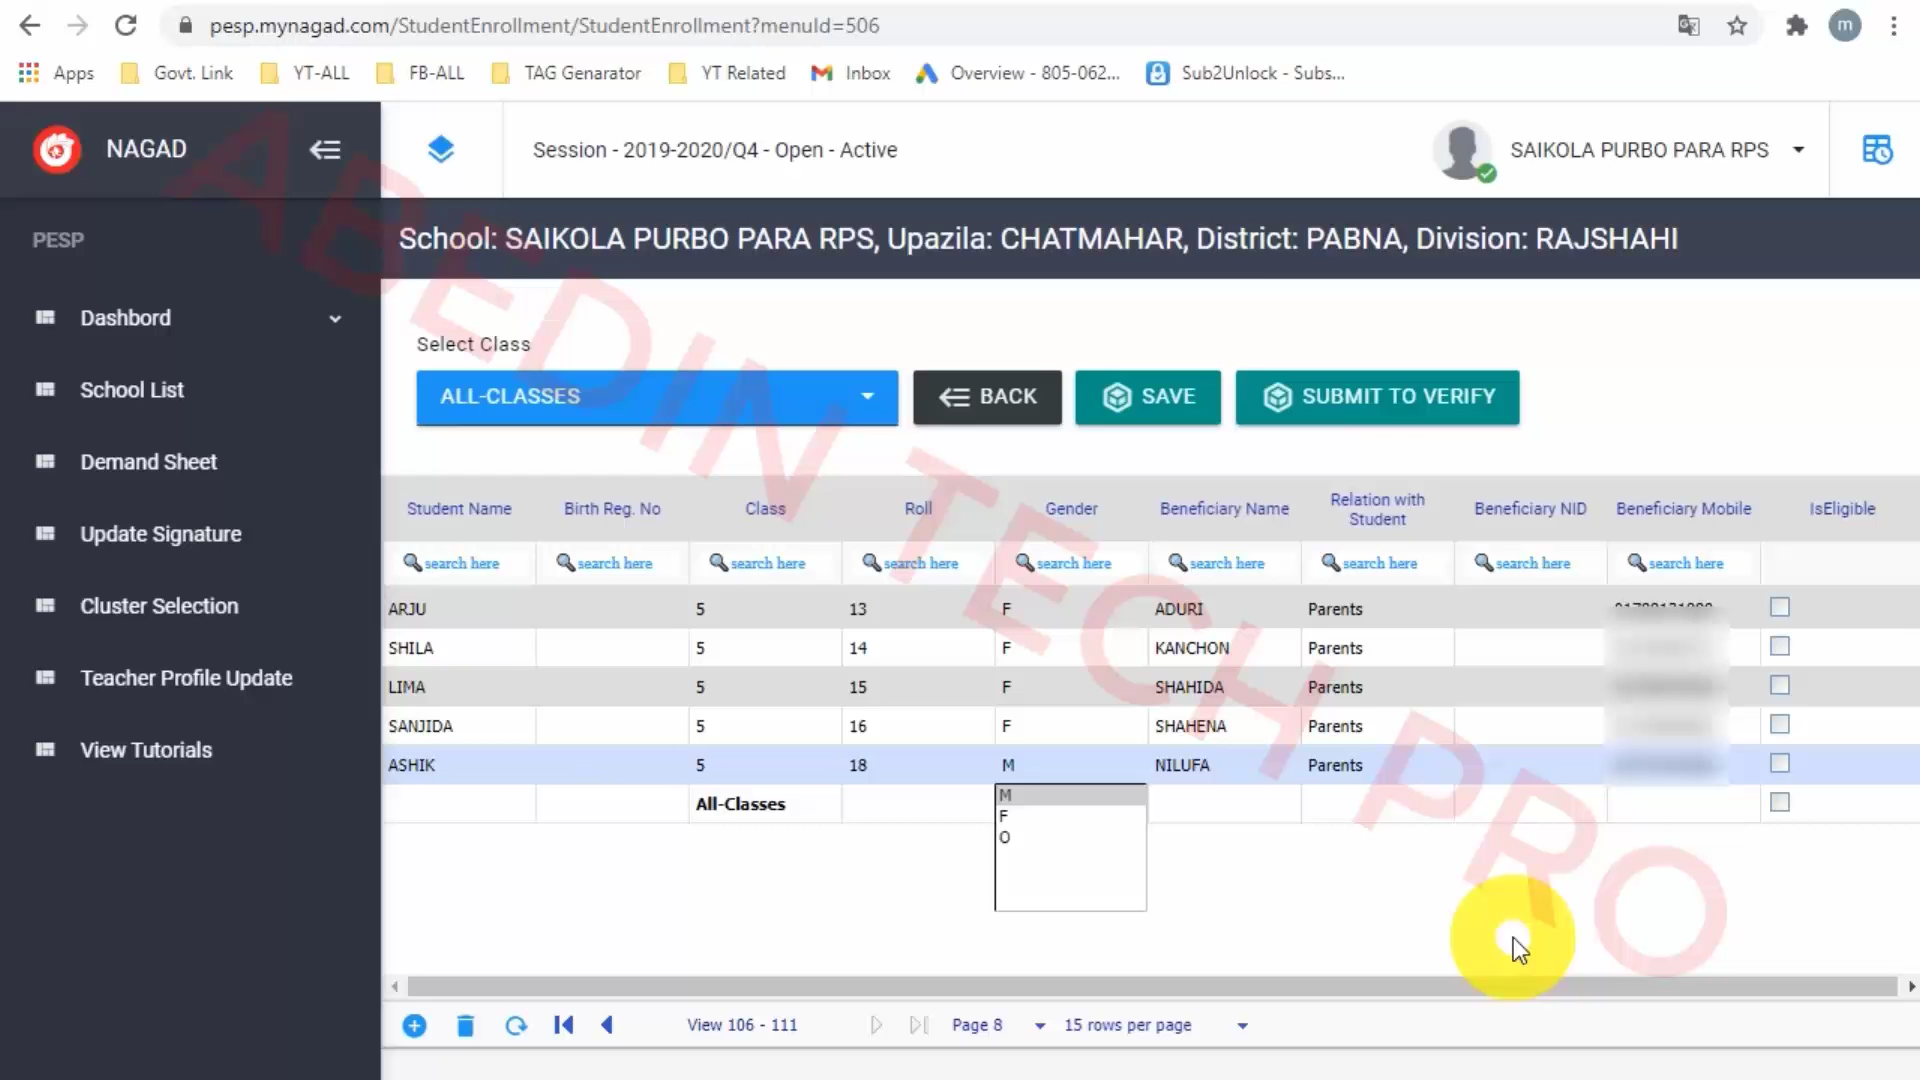 pesp.mynagad.com/StudentEnrollment/StudentEnrollment?menuId=506
m
Apps Govt. Link YT-ALL FB-ALL TAG Genarator YT Related Inbox Overview - 805-062... Sub2Unlock - Subs...
NAGAD
Session - 2019-2020/Q4 - Open - Active
SAIKOLA PURBO PARA RPS
PESP
School: SAIKOLA PURBO PARA RPS, Upazila: CHATMAHAR, District: PABNA, Division: RAJSHAHI
Dashbord
School List
Demand Sheet
Update Signature
Cluster Selection
Teacher Profile Update
View Tutorials
Select Class
ALL-CLASSES BACK SAVE SUBMIT TO VERIFY
Student Name Birth Reg. No Class Roll Gender Beneficiary Name Relation with Student Beneficiary NID Beneficiary Mobile IsEligible
search here search here search here search here search here search here search here search here search here
ARJU 5 13 F ADURI Parents
SHILA 5 14 F KANCHON Parents
LIMA 5 15 F SHAHIDA Parents
SANJIDA 5 16 F SHAHENA Parents
ASHIK 5 18 M NILUFA Parents
All-Classes
M
F
O
View 106 - 111 Page 8 15 rows per page
ABEDIN TECH PRO